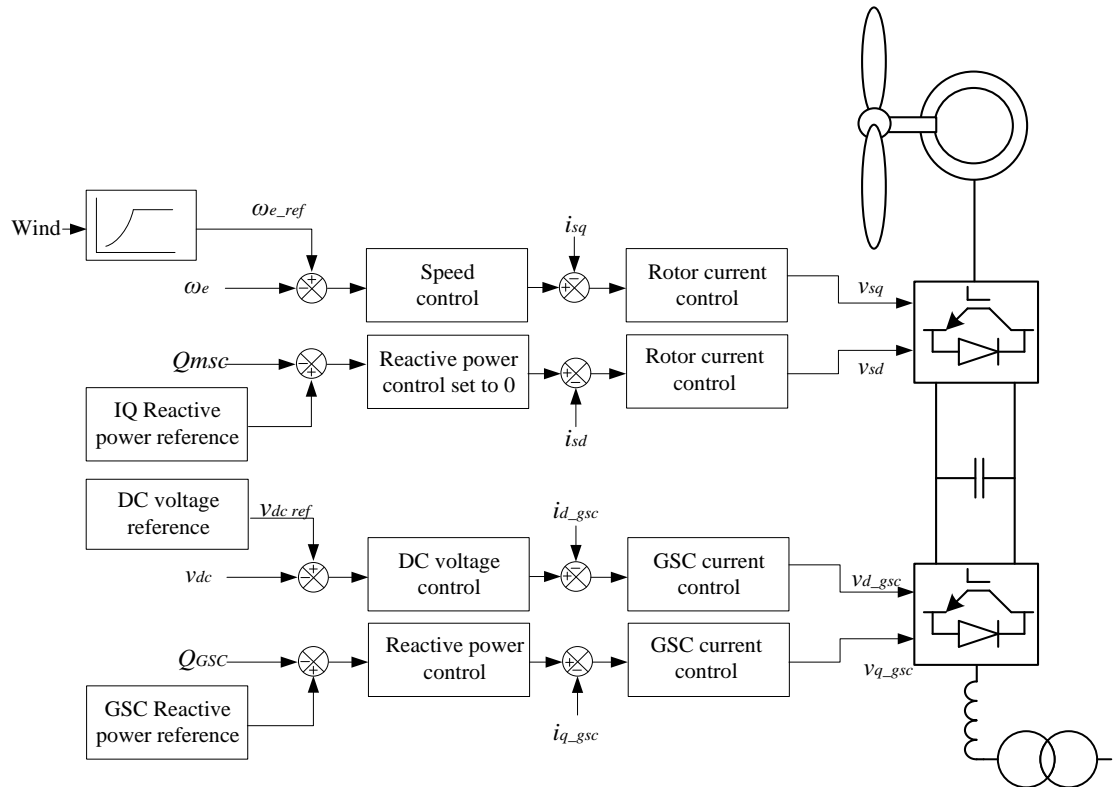 Wind
ωe_ref
ωe
Speed
control
isq
Rotor current
control
vsq
Qmsc
Reactive power
control set to 0
Rotor current
control
vsd
IQ Reactive
power reference
isd
DC voltage
reference
vdc ref
id_gsc
vdc
DC voltage
control
GSC current
control
vd_gsc
QGSC
Reactive power
control
GSC current
control
vq_gsc
GSC Reactive
power reference
iq_gsc